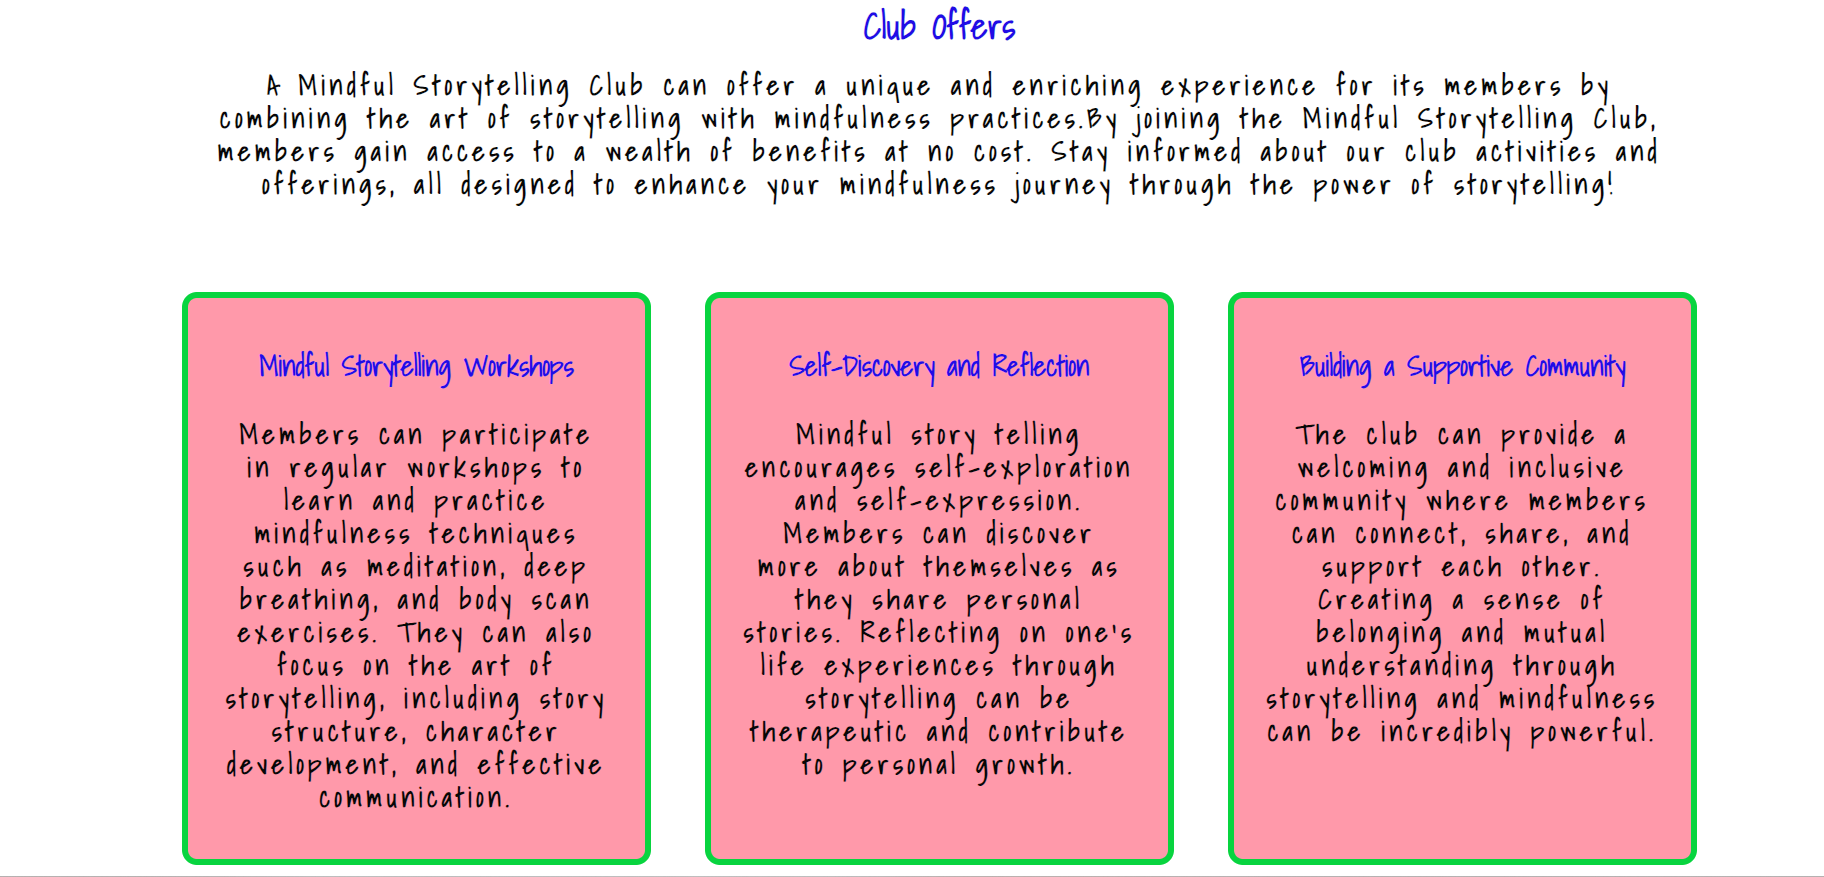 Club Offers
A Mindful Storytelling Club can offer a unique and enriching experience for its members by
combining the art of storytelling with mindfulness practices.By joining the Mindful Storytelling Club,
members gain access to a wealth of benefits at no cost. Stay informed about our club activities and
offerings, all designed to enhance your mindfulness journey through the power of storytelling!
Mindful Storytelling Workshops
Members can participate
in regular workshops to
learn and practice
mindfulness techniques
such as meditation, deep
breathing, and body scan
exercises. They can also
focus on the art of
storytelling, including story
structure, character
development, and effective
communication.
Self-Discovery and Reflection
Mindful story telling
encourages self-exploration
and self-expression.
Members can discover
more about themselves as
they share personal
stories. Reflecting on one's
life experiences through
storytelling can be
therapeutic and contribute
to personal growth.
Building a Supportive Community
The club can provide a
welcoming and inclusive
community where members
can connect, share, and
support each other.
Creating a sense of
belonging and mutual
understanding through
storytelling and mindfulness
can be incredibly powerful.